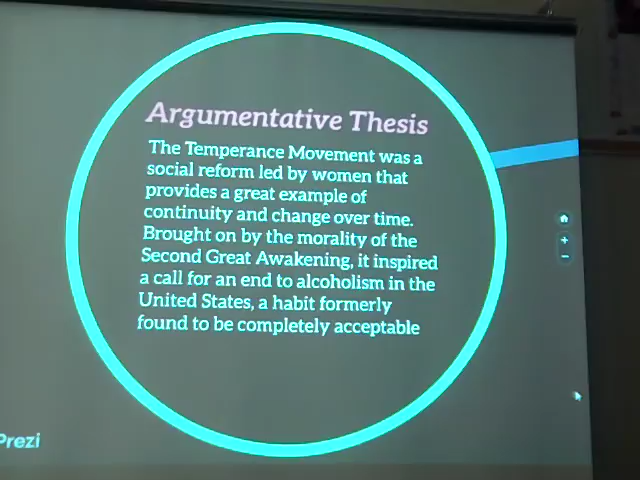 Argumentative Thesis
The Temperance Movement was a
social reform led by women that
provides a great example of
continuity and change over time.
Brought on by the morality of the
Second Great Awakening, it inspired
a call for an end to alcoholism in the
United States, a habit formerly
found to be completely acceptable
Prezi